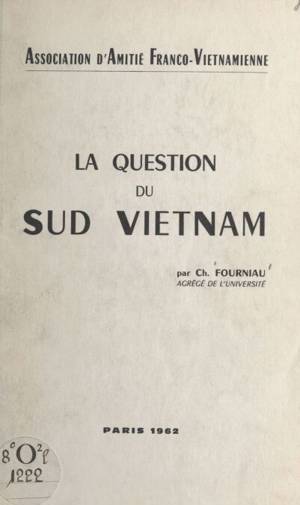 ASSOCIATION D'AMITIÉ FRANCO-VIETNAMIENNE
LA QUESTION
DU
SUD VIETNAM
par Ch. FOURNIAU
AGRÉGÉ DE L'UNIVERSITÉ
PARIS 1962
8° O² l
1222